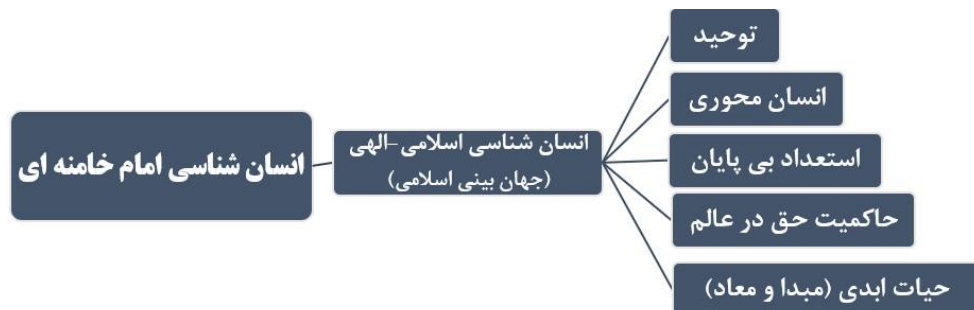 انسان شناسی امام خامنه ای
انسان شناسی اسلامی-الهی
(جهان بینی اسلامی)
توحید
انسان محوری
استعداد بی پایان
حاکمیت حق در عالم
حیات ابدی (مبدا و معاد)